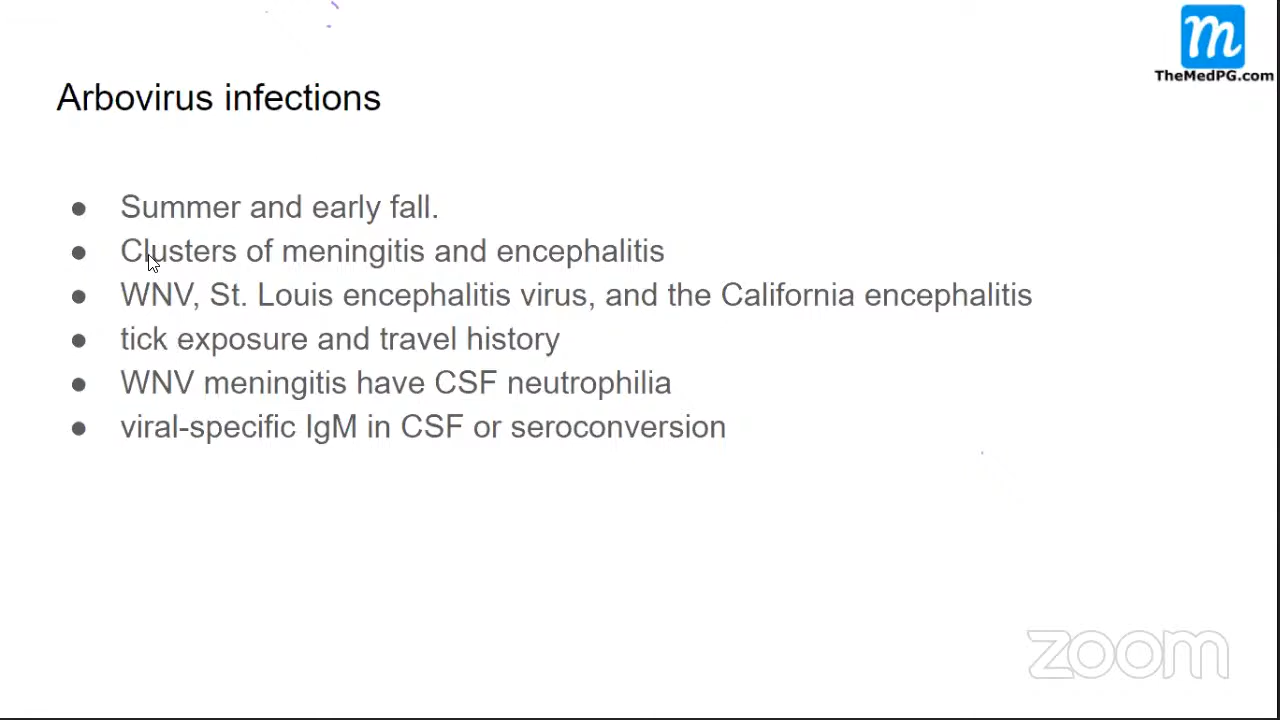 m
TheMedPG.com
Arbovirus infections
● Summer and early fall.
● Clusters of meningitis and encephalitis
● WNV, St. Louis encephalitis virus, and the California encephalitis
● tick exposure and travel history
● WNV meningitis have CSF neutrophilia
● viral-specific IgM in CSF or seroconversion
zoom